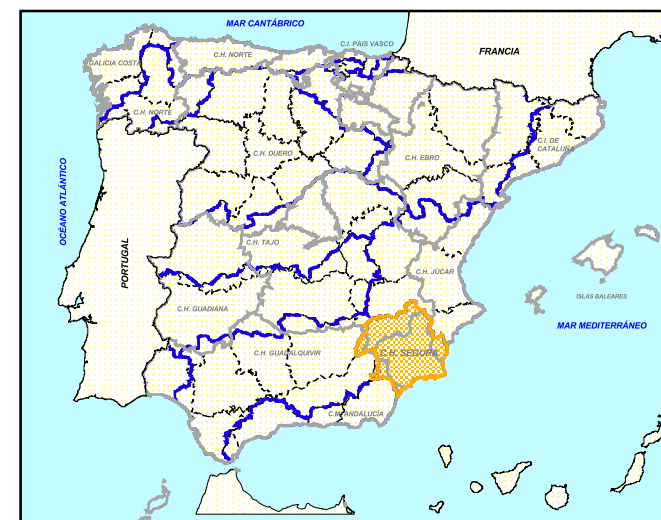 MAR CANTÁBRICO
C.I. PAIS VASCO
FRANCIA
C.H. NORTE
GALICIA COSTA
C.H. NORTE
C.H. DUERO
C.H. EBRO
C.I. DE
CATALUÑA
OCÉANO ATLÁNTICO
PORTUGAL
C.H. TAJO
C.H. JÚCAR
ISLAS BALEARES
C.H. GUADIANA
MAR MEDITERRÁNEO
C.H. GUADALQUIVIR
C.H. SEGURA
C.M. ANDALUCÍA